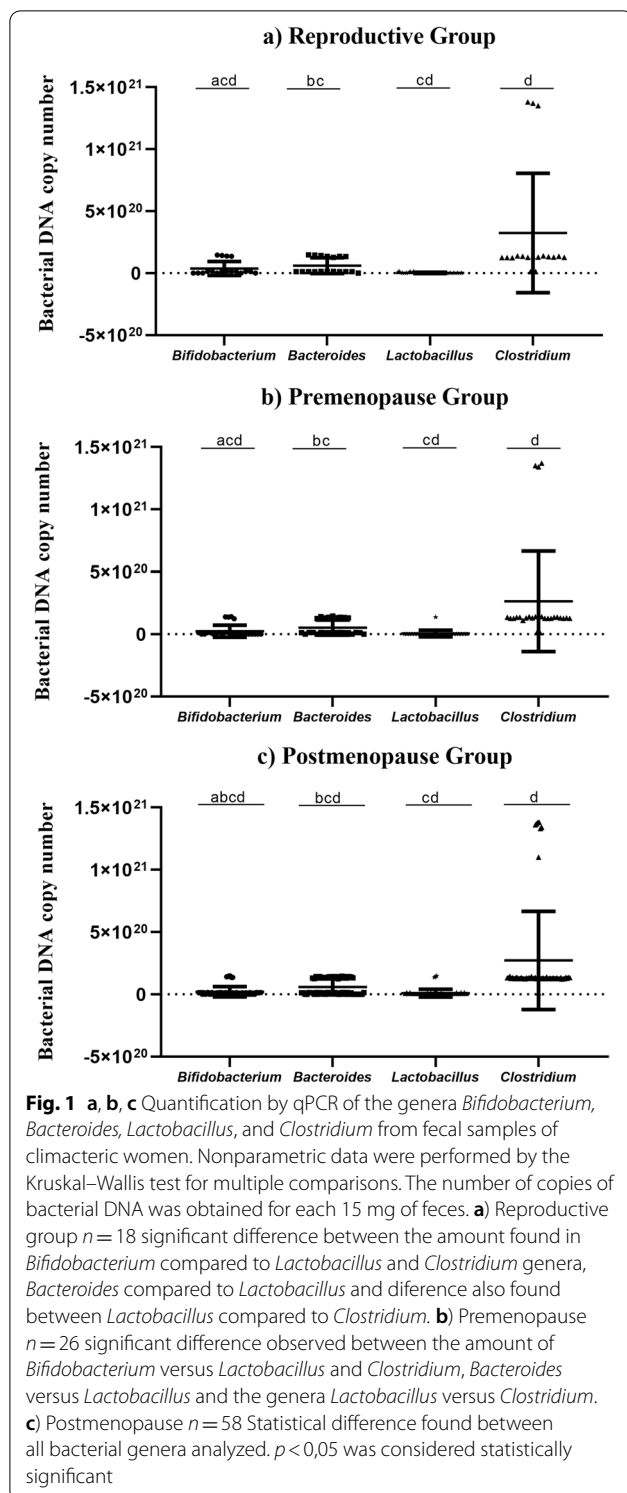 a) Reproductive Group
Bacterial DNA copy number
1.5×10²¹
1×10²¹
5×10²⁰
0
-5×10²⁰
acd
bc
cd
d
Bifidobacterium
Bacteroides
Lactobacillus
Clostridium
b) Premenopause Group
Bacterial DNA copy number
1.5×10²¹
1×10²¹
5×10²⁰
0
-5×10²⁰
acd
bc
cd
d
Bifidobacterium
Bacteroides
Lactobacillus
Clostridium
c) Postmenopause Group
Bacterial DNA copy number
1.5×10²¹
1×10²¹
5×10²⁰
0
-5×10²⁰
abcd
bcd
cd
d
Bifidobacterium
Bacteroides
Lactobacillus
Clostridium
Fig. 1 a, b, c Quantification by qPCR of the genera Bifidobacterium,
Bacteroides, Lactobacillus, and Clostridium from fecal samples of
climacteric women. Nonparametric data were performed by the
Kruskal–Wallis test for multiple comparisons. The number of copies of
bacterial DNA was obtained for each 15 mg of feces. a) Reproductive
group n = 18 significant difference between the amount found in
Bifidobacterium compared to Lactobacillus and Clostridium genera,
Bacteroides compared to Lactobacillus and diference also found
between Lactobacillus compared to Clostridium. b) Premenopause
n = 26 significant difference observed between the amount of
Bifidobacterium versus Lactobacillus and Clostridium, Bacteroides
versus Lactobacillus and the genera Lactobacillus versus Clostridium.
c) Postmenopause n = 58 Statistical difference found between
all bacterial genera analyzed. p < 0,05 was considered statistically
significant